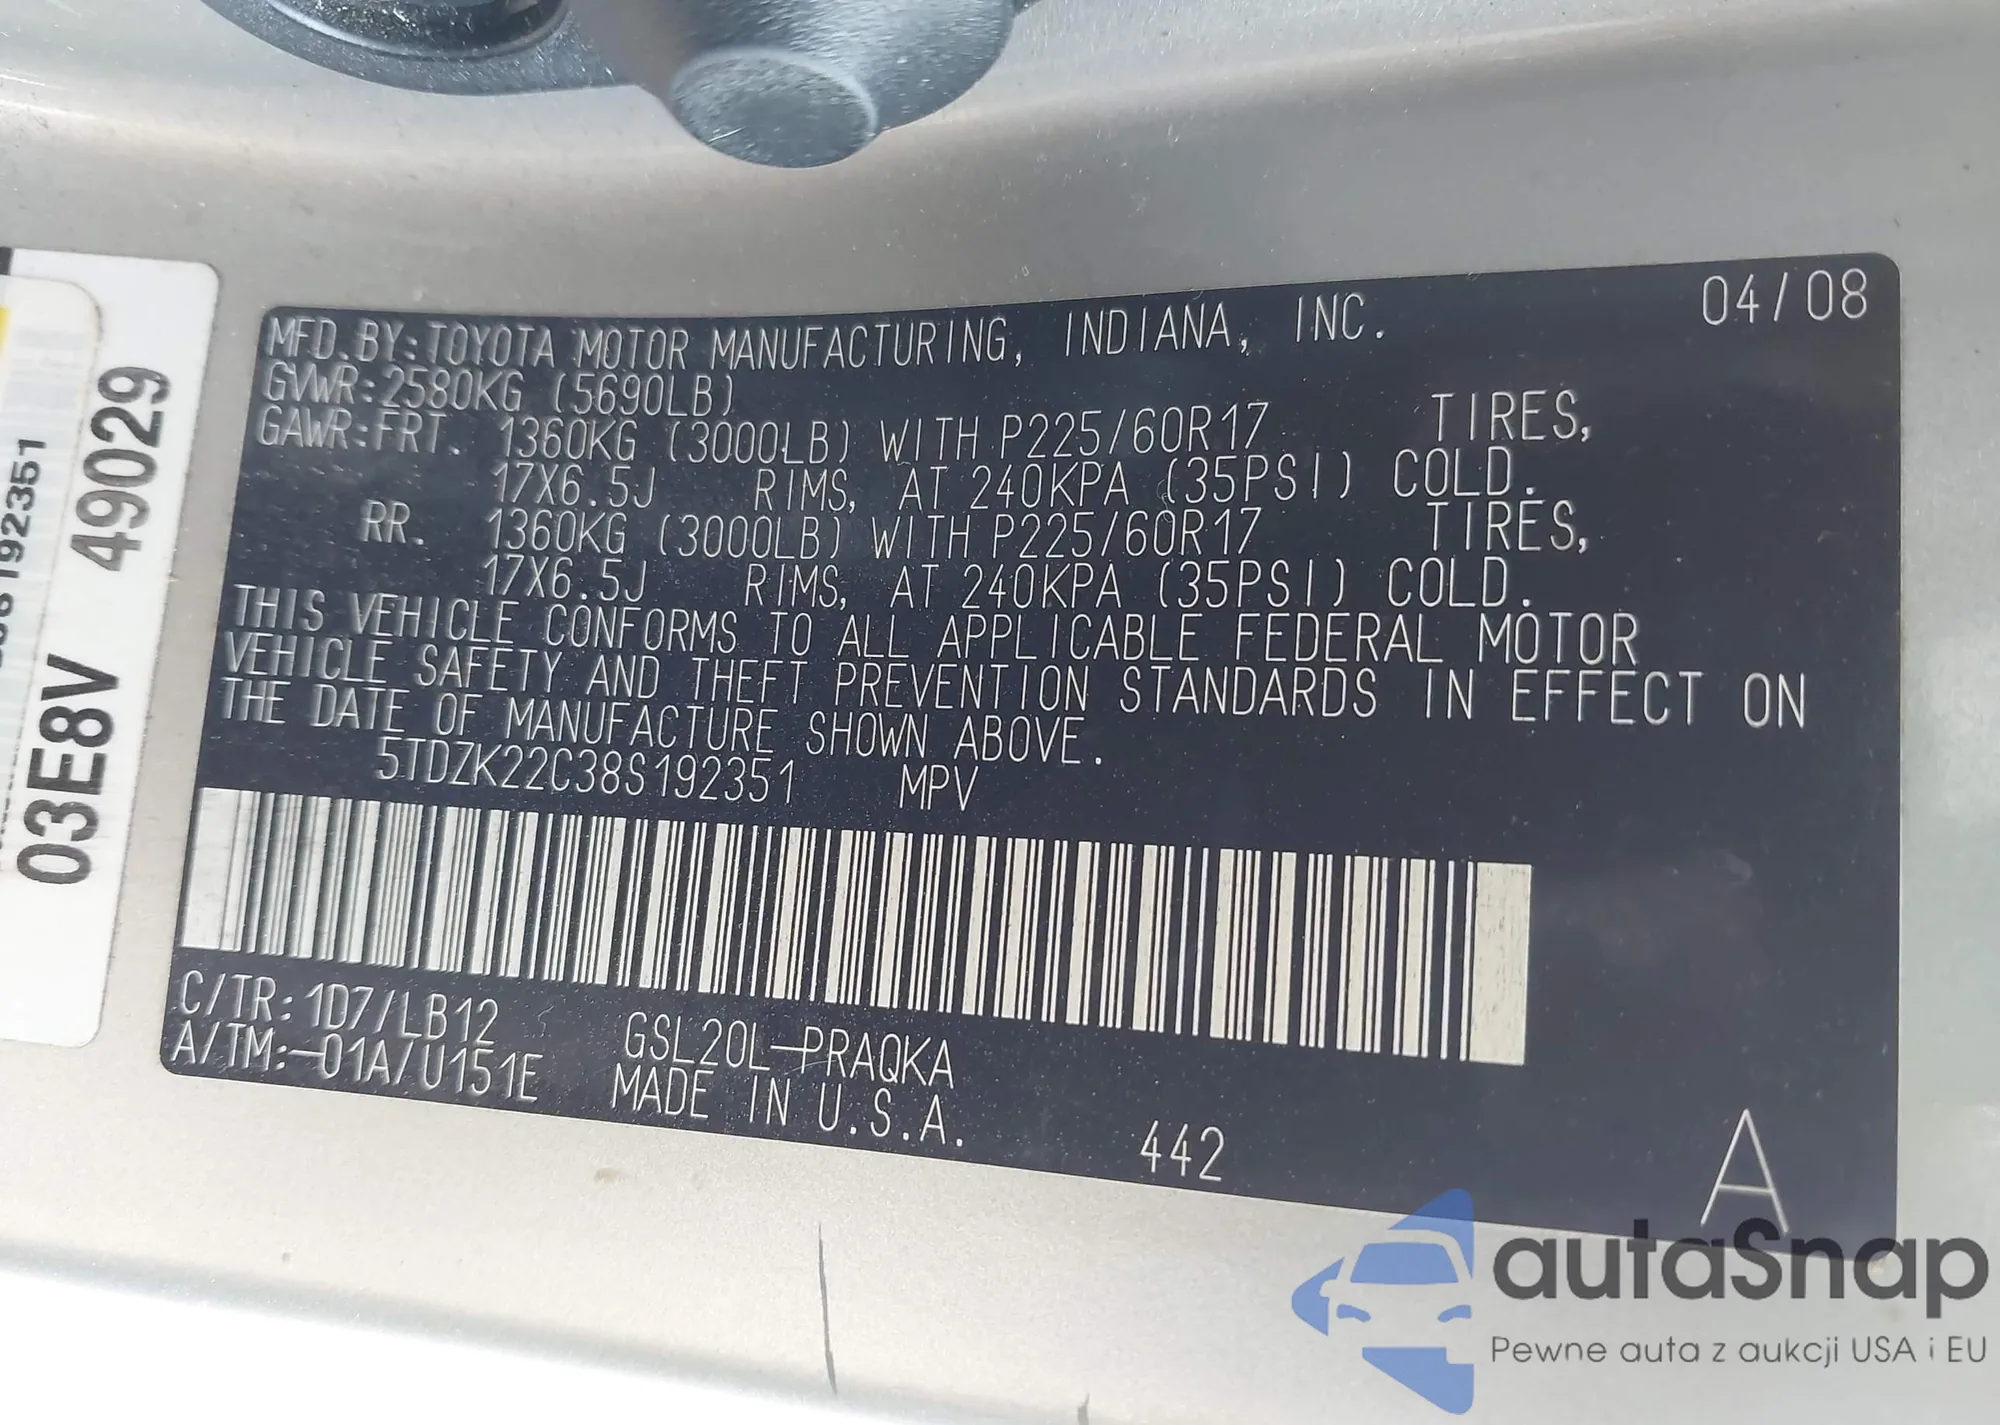 04/08
MFD.BY:TOYOTA MOTOR MANUFACTURING, INDIANA, INC.
GVWR:2580KG (5690LB)
GAWR:FRT. 1360KG (3000LB) WITH P225/60R17 TIRES,
17X6.5J RIMS, AT 240KPA (35PSI) COLD.
RR. 1360KG (3000LB) WITH P225/60R17 TIRES,
17X6.5J RIMS, AT 240KPA (35PSI) COLD.
THIS VEHICLE CONFORMS TO ALL APPLICABLE FEDERAL MOTOR
VEHICLE SAFETY AND THEFT PREVENTION STANDARDS IN EFFECT ON
THE DATE OF MANUFACTURE SHOWN ABOVE.
5TDZK22C38S192351 MPV
C/TR:1D7/LB12 GSL20L-PRAQKA
A/TM:-01A/U151E MADE IN U.S.A.
442
A
03E8V 49029
autaSnap
Pewne auta z aukcji USA i EU